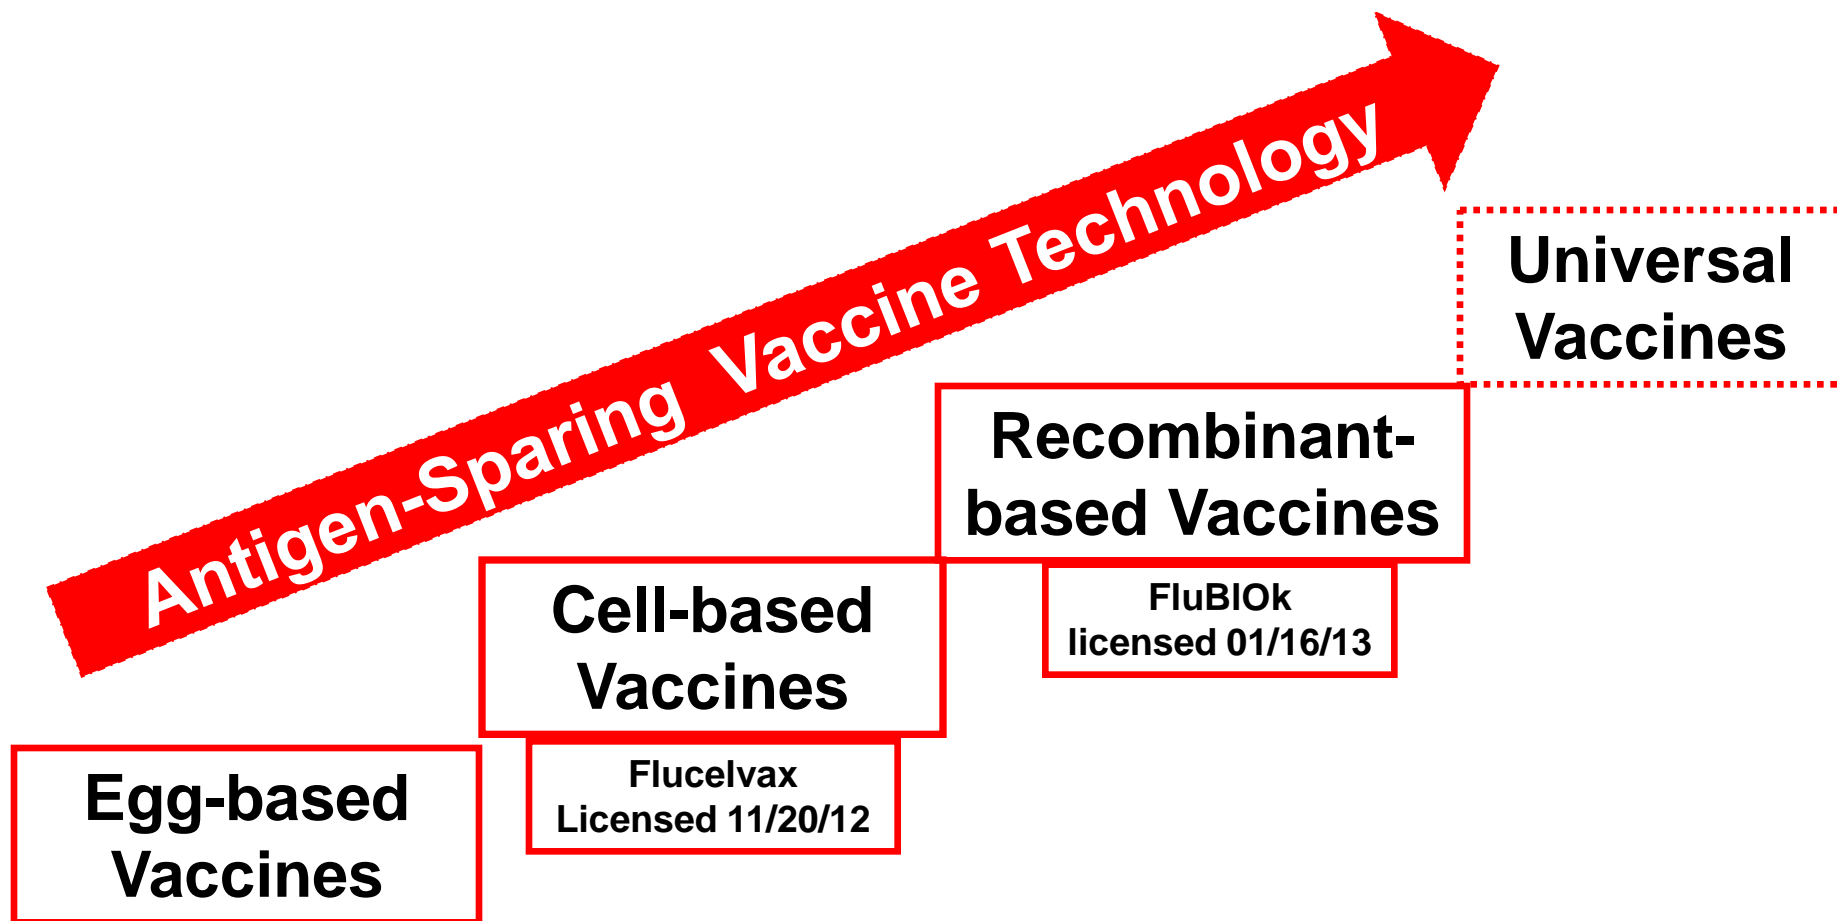 Antigen-Sparing Vaccine Technology
Universal
Vaccines
Recombinant-
based Vaccines
FluBlOk
licensed 01/16/13
Cell-based
Vaccines
Flucelvax
Licensed 11/20/12
Egg-based
Vaccines